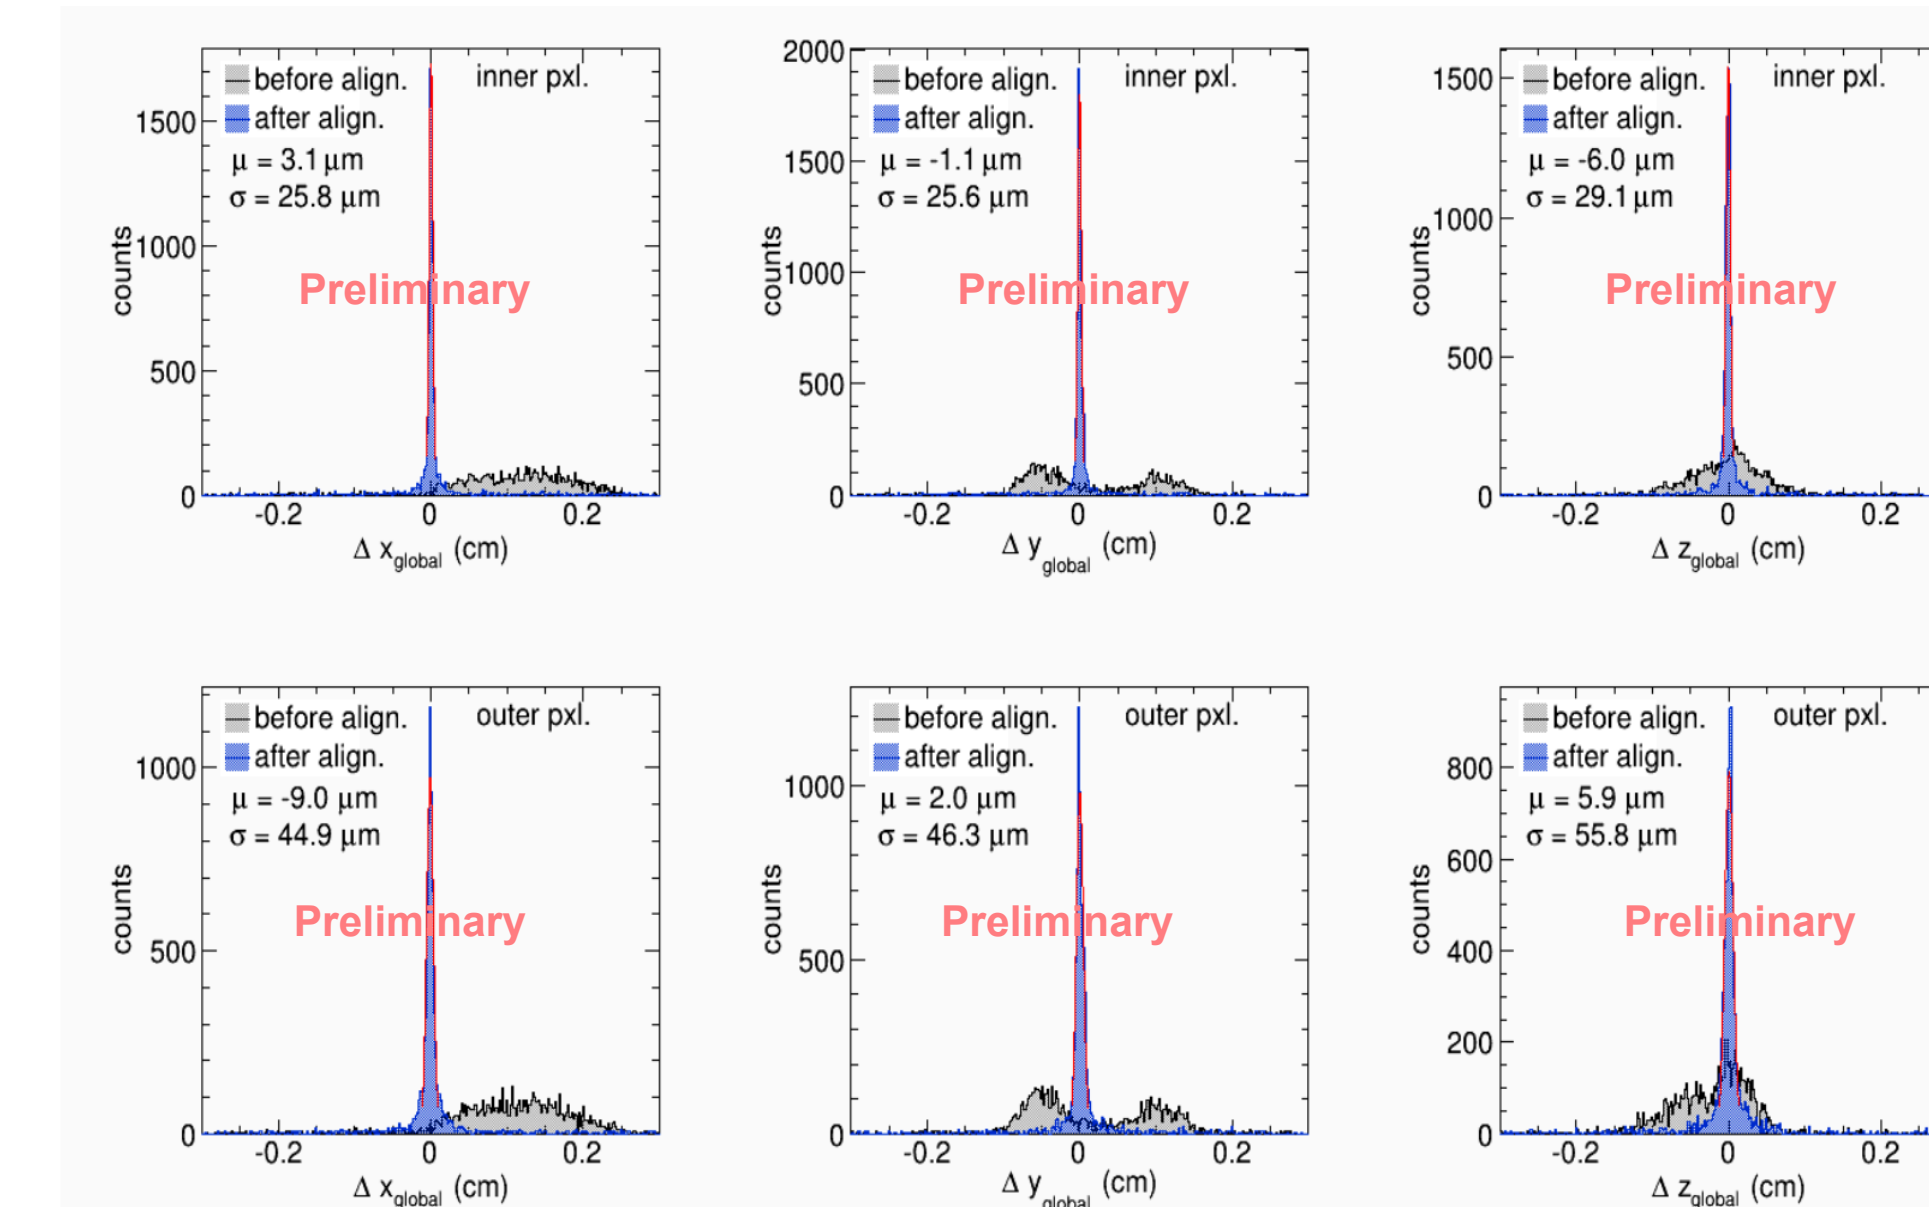 before align. inner pxl.
after align.
μ = 3.1 μm
σ = 25.8 μm
1500
1000
500
0
counts
Preliminary
-0.2 0 0.2
Δ x_global (cm)
before align. inner pxl.
after align.
μ = -1.1 μm
σ = 25.6 μm
2000
1500
1000
500
0
counts
Preliminary
-0.2 0 0.2
Δ y_global (cm)
before align. inner pxl.
after align.
μ = -6.0 μm
σ = 29.1 μm
1500
1000
500
0
counts
Preliminary
-0.2 0 0.2
Δ z_global (cm)
before align. outer pxl.
after align.
μ = -9.0 μm
σ = 44.9 μm
1000
500
0
counts
Preliminary
-0.2 0 0.2
Δ x_global (cm)
before align. outer pxl.
after align.
μ = 2.0 μm
σ = 46.3 μm
1000
500
0
counts
Preliminary
-0.2 0 0.2
Δ y_global (cm)
before align. outer pxl.
after align.
μ = 5.9 μm
σ = 55.8 μm
800
600
400
200
0
counts
Preliminary
-0.2 0 0.2
Δ z_global (cm)